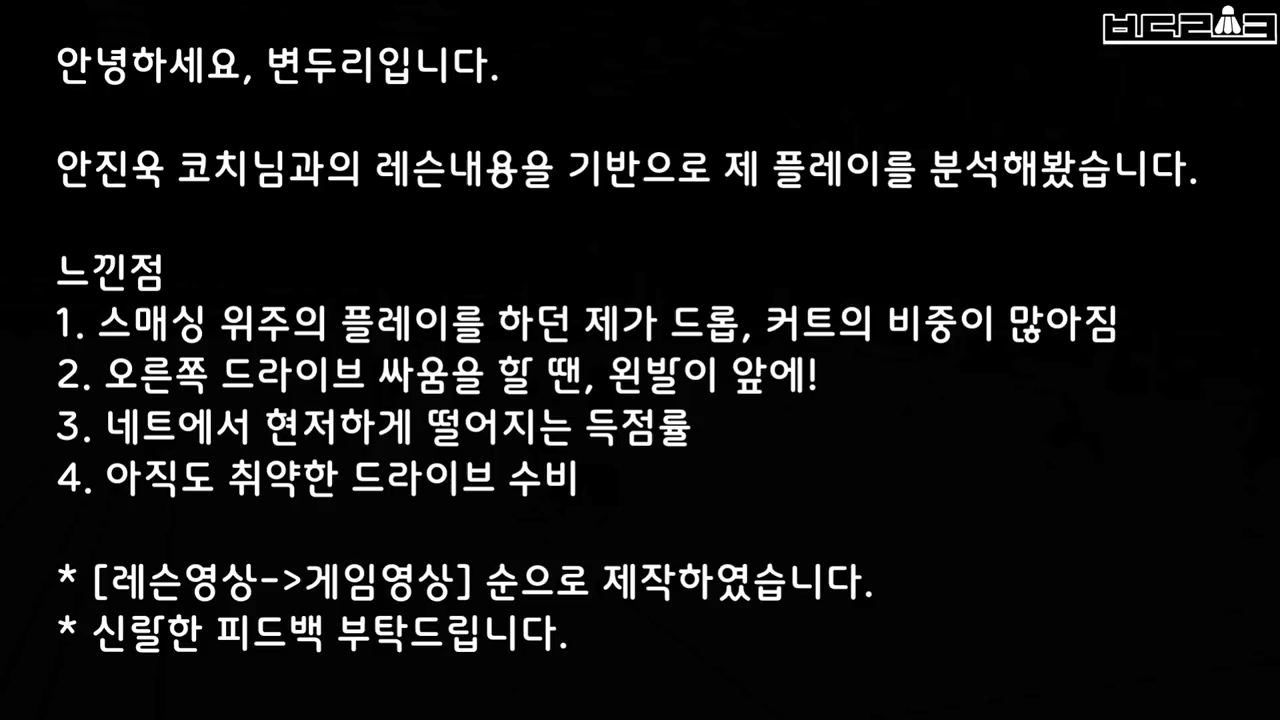 안녕하세요, 변두리입니다.
안진욱 코치님과의 레슨내용을 기반으로 제 플레이를 분석해봤습니다.
느낀점
1. 스매싱 위주의 플레이를 하던 제가 드롭, 커트의 비중이 많아짐
2. 오른쪽 드라이브 싸움을 할 땐, 왼발이 앞에!
3. 네트에서 현저하게 떨어지는 득점률
4. 아직도 취약한 드라이브 수비
* [레슨영상->게임영상] 순으로 제작하였습니다.
* 신랄한 피드백 부탁드립니다.